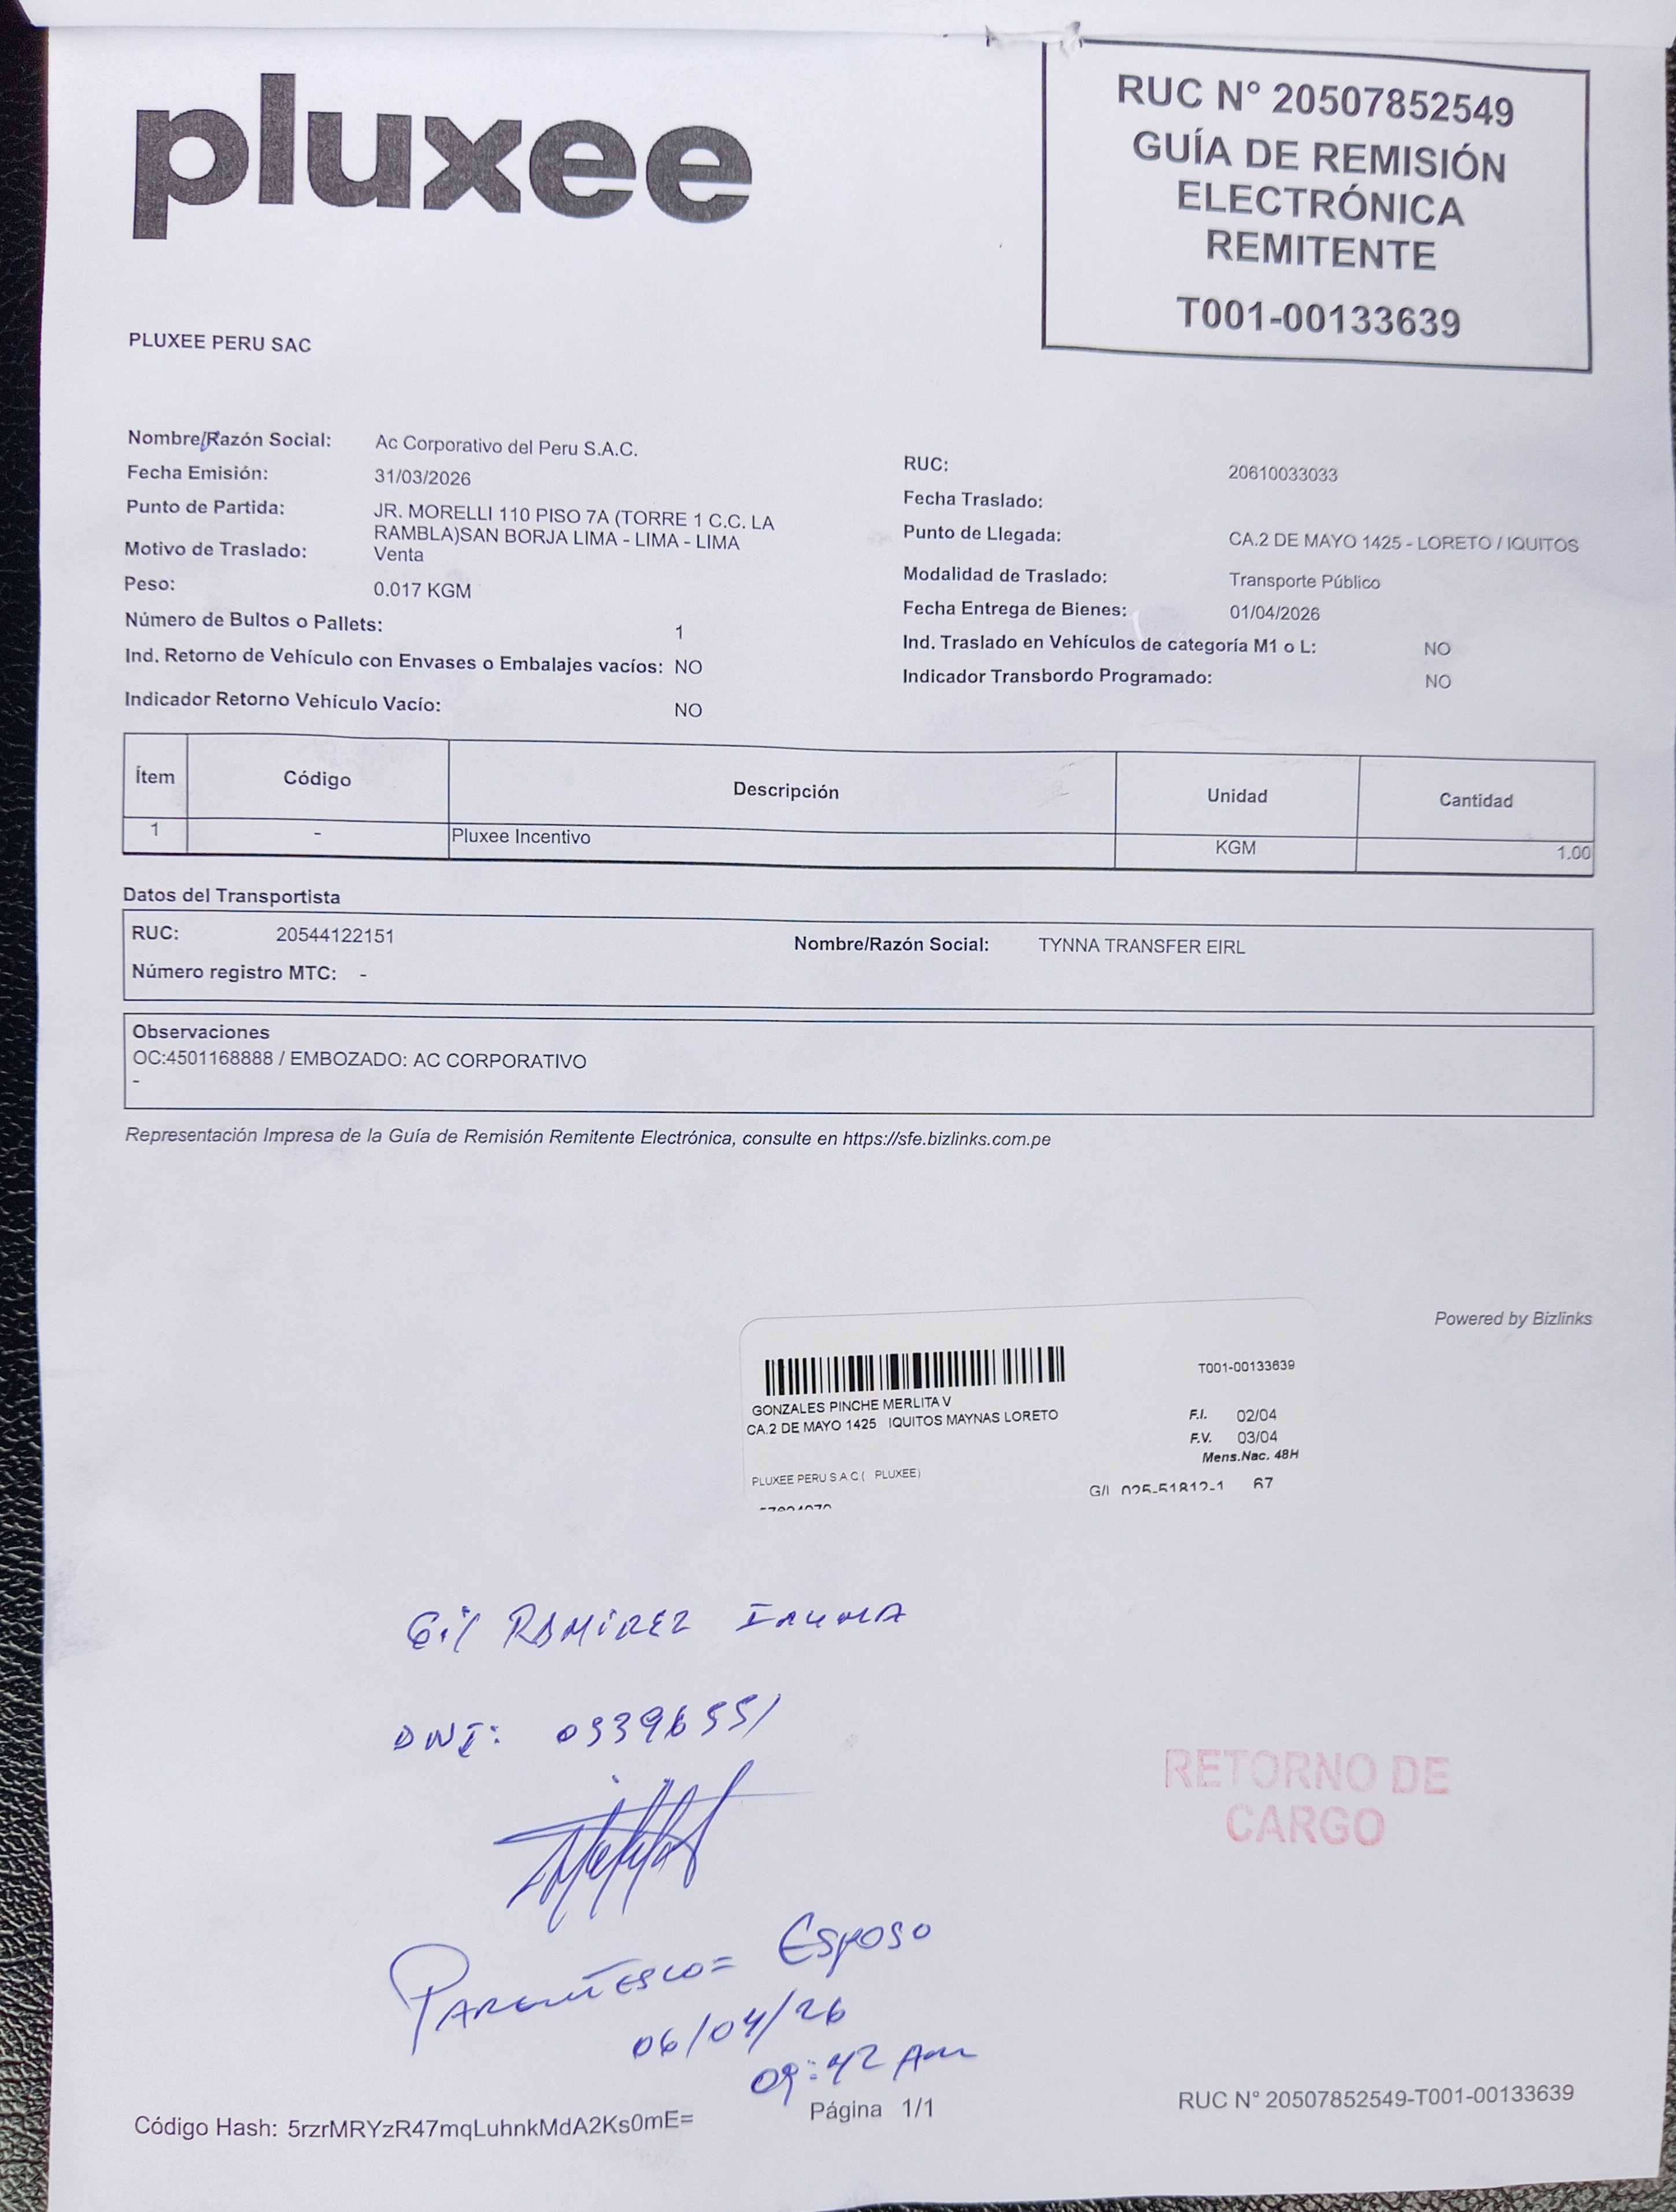 pluxee
RUC N° 20507852549
GUÍA DE REMISIÓN
ELECTRÓNICA
REMITENTE
T001-00133639
PLUXEE PERU SAC
Nombre/Razón Social: Ac Corporativo del Peru S.A.C.
Fecha Emisión: 31/03/2026
Punto de Partida: JR. MORELLI 110 PISO 7A (TORRE 1 C.C. LA
RAMBLA)SAN BORJA LIMA - LIMA - LIMA
Motivo de Traslado: Venta
Peso: 0.017 KGM
Número de Bultos o Pallets: 1
Ind. Retorno de Vehículo con Envases o Embalajes vacíos: NO
Indicador Retorno Vehículo Vacío: NO
RUC: 20610033033
Fecha Traslado:
Punto de Llegada: CA.2 DE MAYO 1425 - LORETO / IQUITOS
Modalidad de Traslado: Transporte Público
Fecha Entrega de Bienes: 01/04/2026
Ind. Traslado en Vehículos de categoría M1 o L: NO
Indicador Transbordo Programado: NO
Ítem Código Descripción Unidad Cantidad
1 - Pluxee Incentivo KGM 1.00
Datos del Transportista
RUC: 20544122151 Nombre/Razón Social: TYNNA TRANSFER EIRL
Número registro MTC: -
Observaciones
OC:4501168888 / EMBOZADO: AC CORPORATIVO
-
Representación Impresa de la Guía de Remisión Remitente Electrónica, consulte en https://sfe.bizlinks.com.pe
Powered by Bizlinks
T001-00133639
GONZALES PINCHE MERLITA V
CA.2 DE MAYO 1425 IQUITOS MAYNAS LORETO
F.I. 02/04
F.V. 03/04
Mens.Nac. 48H
PLUXEE PERU S A C ( PLUXEE)
G/I 025-51812-1 67
Gil RAMIREZ
DNI: 05396551
RETORNO DE
CARGO
PARENTESCO= Esposo
06/04/26
09:42 Am
Código Hash: 5rzrMRYzR47mqLuhnkMdA2Ks0mE=
Página 1/1
RUC N° 20507852549-T001-00133639